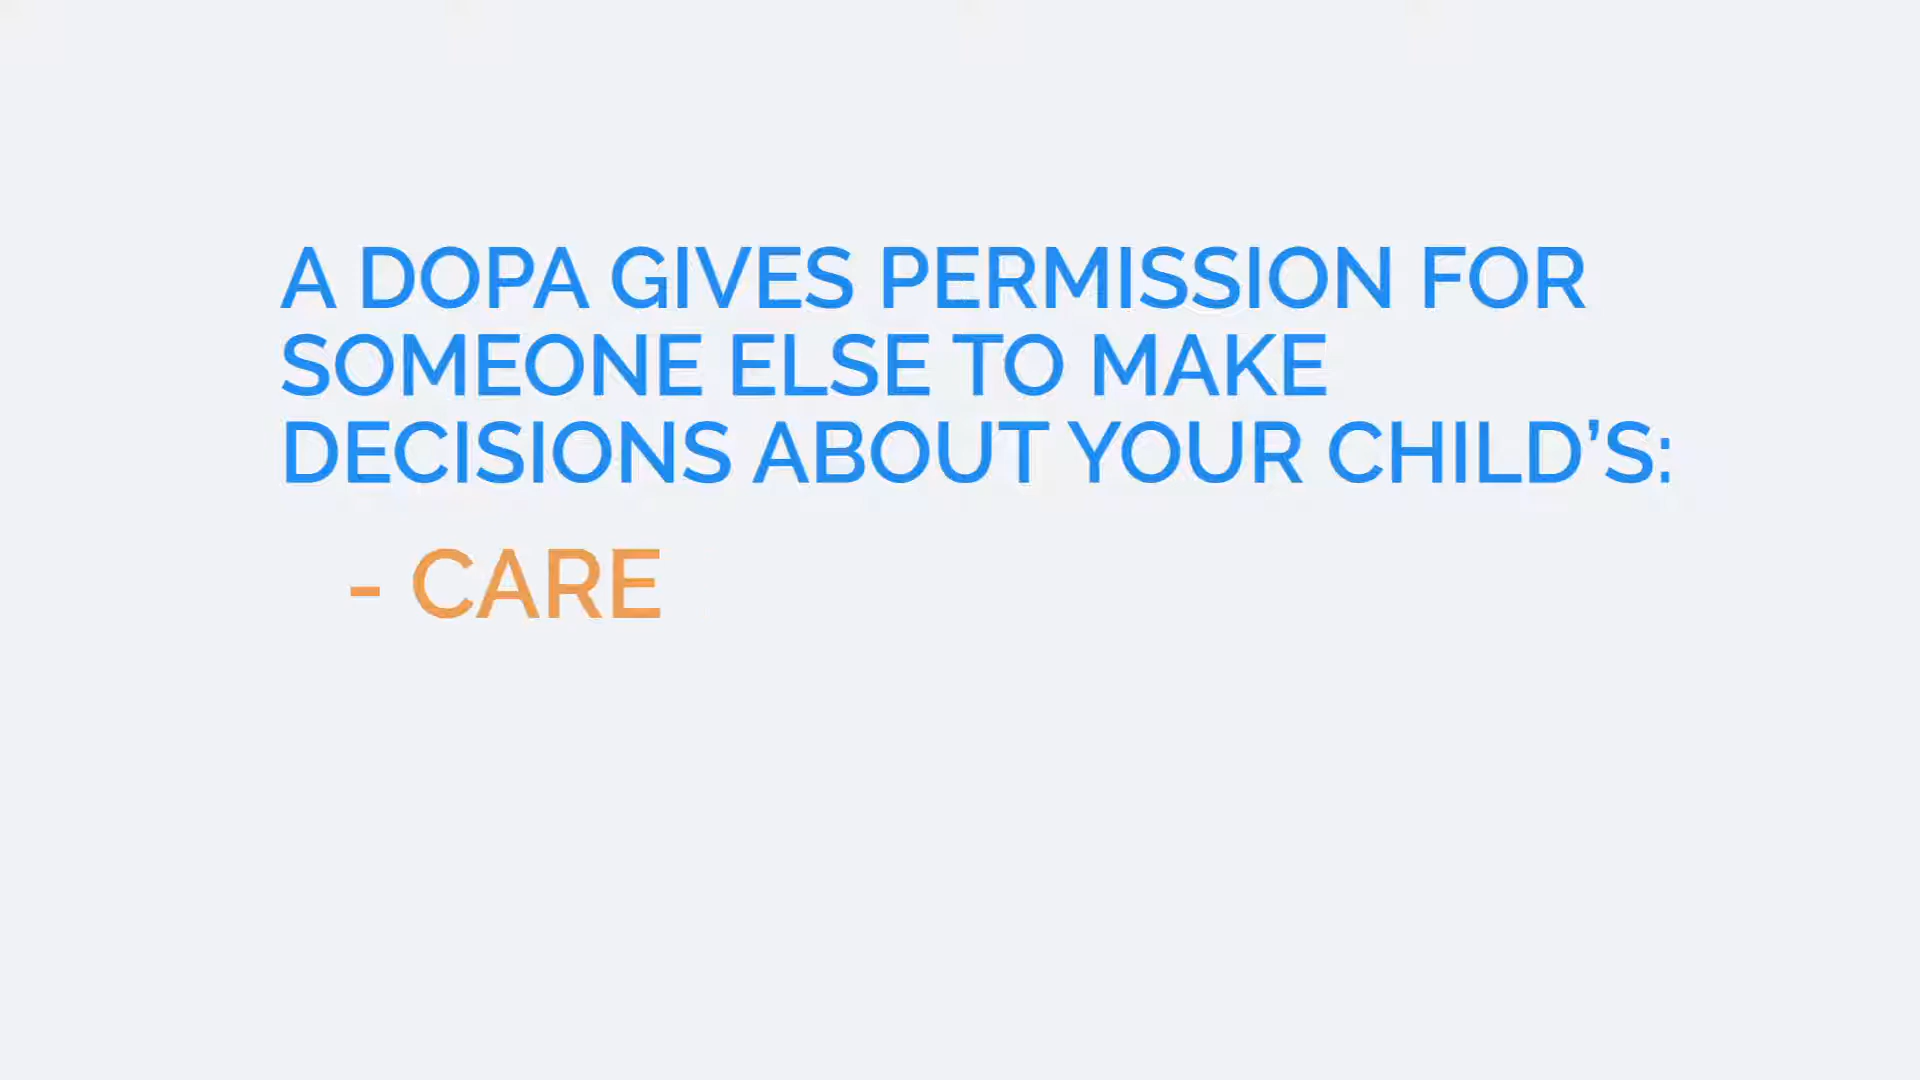 A DOPA GIVES PERMISSION FOR
SOMEONE ELSE TO MAKE
DECISIONS ABOUT YOUR CHILD’S:
- CARE